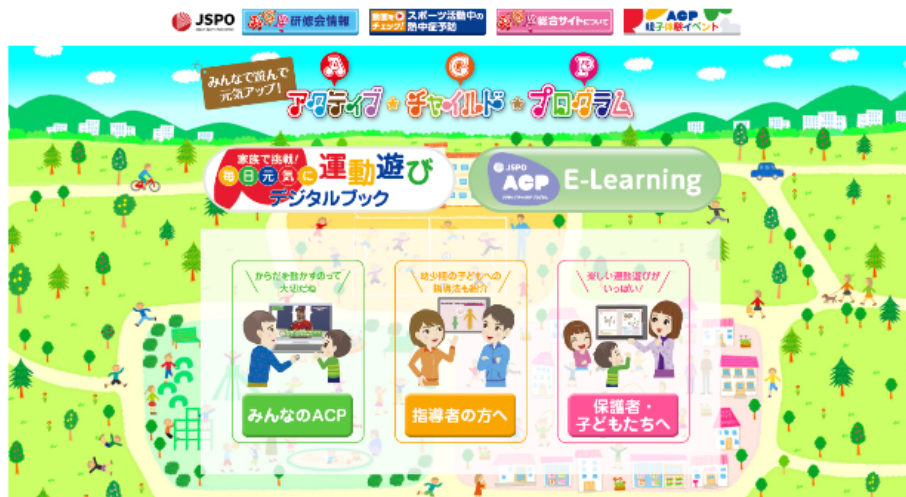 JSPO
研修会情報
動画を
チェック!
スポーツ活動中の
熱中症予防
総合サイトについて
ACP
親子体験イベント
みんなで遊んで
元気アップ!
A C P
アクティブ★チャイルド★プログラム
家族で挑戦!
毎日元気に運動遊び
デジタルブック
JSPO
ACP
E-Learning
からだを動かすのって
大切だね
幼少期の子どもへの
指導法も紹介
楽しい運動遊びが
いっぱい!
みんなのACP
指導者の方へ
保護者・
子どもたちへ